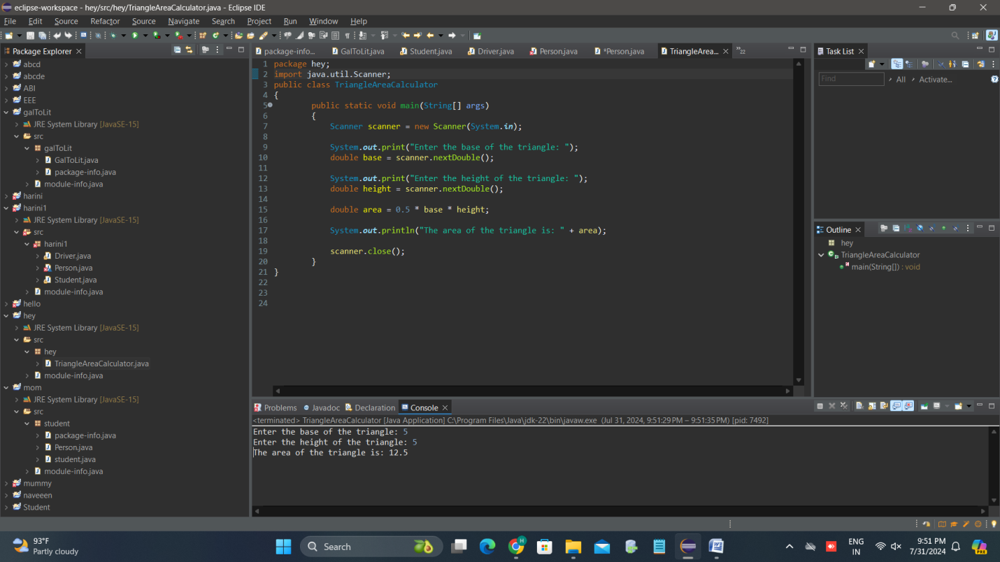 eclipse-workspace - hey/src/hey/TriangleAreaCalculator.java - Eclipse IDE
File Edit Source Refactor Source Navigate Search Project Run Window Help
Package Explorer
abcd
abcde
ABI
EEE
galToLit
JRE System Library [JavaSE-15]
src
galToLit
GalToLit.java
package-info.java
module-info.java
harini
harini1
JRE System Library [JavaSE-15]
src
harini1
Driver.java
Person.java
Student.java
module-info.java
hello
hey
JRE System Library [JavaSE-15]
src
hey
TriangleAreaCalculator.java
module-info.java
mom
JRE System Library [JavaSE-15]
src
student
package-info.java
Person.java
student.java
module-info.java
mummy
naveeen
Student
package-info... GalToLit.java Student.java Driver.java Person.java *Person.java TriangleArea... »22
1 package hey;
2 import java.util.Scanner;
3 public class TriangleAreaCalculator
4 {
5 public static void main(String[] args)
6 {
7 Scanner scanner = new Scanner(System.in);
8
9 System.out.print("Enter the base of the triangle: ");
10 double base = scanner.nextDouble();
11
12 System.out.print("Enter the height of the triangle: ");
13 double height = scanner.nextDouble();
14
15 double area = 0.5 * base * height;
16
17 System.out.println("The area of the triangle is: " + area);
18
19 scanner.close();
20 }
21 }
22
23
24
Task List
Find All Activate...
Outline
hey
TriangleAreaCalculator
main(String[]) : void
Problems Javadoc Declaration Console
<terminated> TriangleAreaCalculator [Java Application] C:\Program Files\Java\jdk-22\bin\javaw.exe (Jul 31, 2024, 9:51:29 PM – 9:51:35 PM) [pid: 7492]
Enter the base of the triangle: 5
Enter the height of the triangle: 5
The area of the triangle is: 12.5
93°F
Partly cloudy
Search
H
ENG
IN
9:51 PM
7/31/2024
PRE